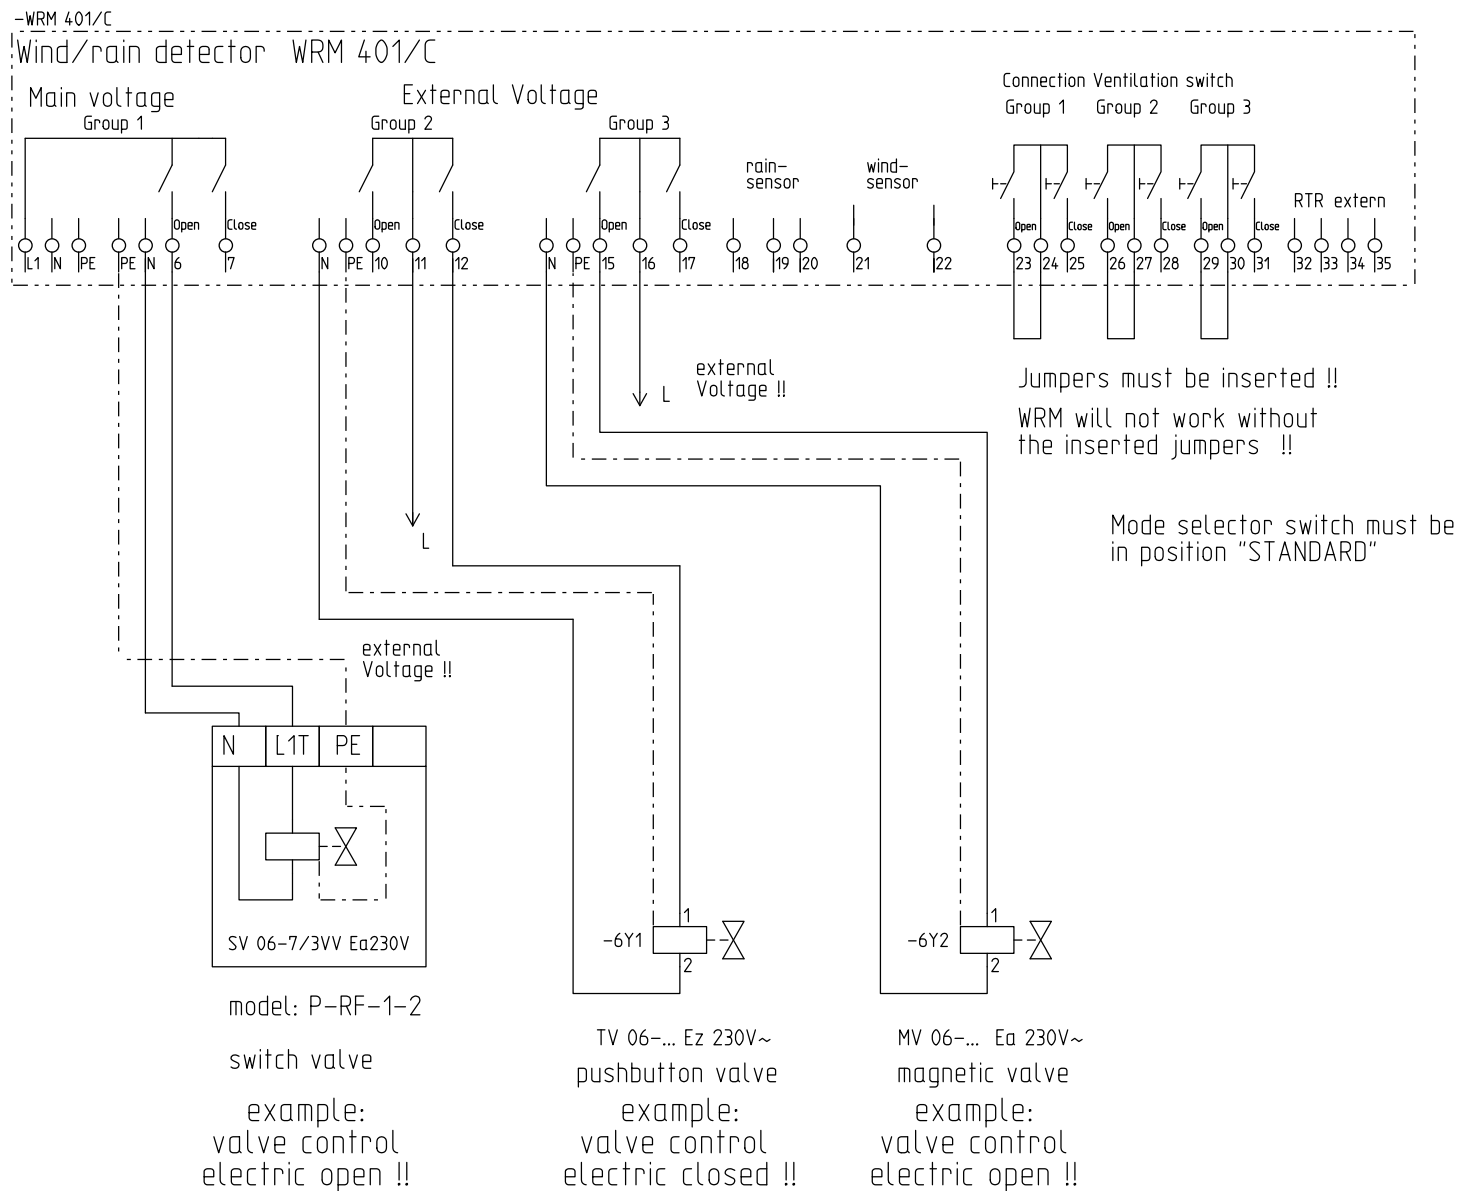 -WRM 401/C
Wind/rain detector  WRM 401/C
Main voltage
External Voltage
Connection Ventilation switch
Group 1
Group 2
Group 3
Group 1
Group 2
Group 3
rain-
sensor
wind-
sensor
RTR extern
Open
Close
Open
Close
Open
Close
Open
Close
Open
Close
Open
Close
L1 N PE PE N 6 7 N PE 10 11 12 N PE 15 16 17 18 19 20 21 22 23 24 25 26 27 28 29 30 31 32 33 34 35
external
Voltage !!
L
Jumpers must be inserted !!
WRM will not work without
the inserted jumpers  !!
Mode selector switch must be
in position "STANDARD"
L
external
Voltage !!
N L1T PE
SV 06-7/3VV Ea230V
model: P-RF-1-2
switch valve
example:
valve control
electric open !!
1
-6Y1
2
TV 06-... Ez 230V~
pushbutton valve
example:
valve control
electric closed !!
1
-6Y2
2
MV 06-...  Ea 230V~
magnetic valve
example:
valve control
electric open !!